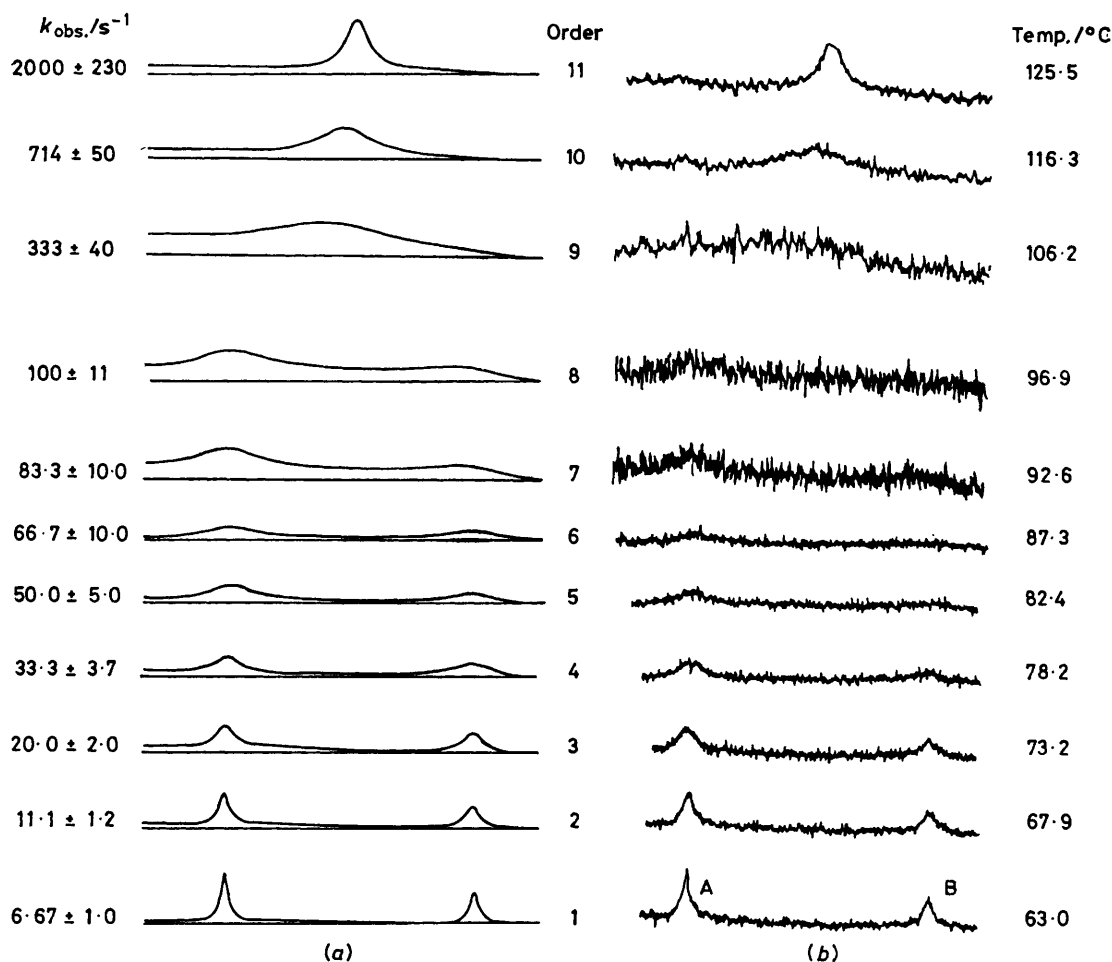 k obs./s⁻¹ Order Temp./°C
2000 ± 230 11 125·5
714 ± 50 10 116·3
333 ± 40 9 106·2
100 ± 11 8 96·9
83·3 ± 10·0 7 92·6
66·7 ± 10·0 6 87·3
50·0 ± 5·0 5 82·4
33·3 ± 3·7 4 78·2
20·0 ± 2·0 3 73·2
11·1 ± 1·2 2 67·9
A B
6·67 ± 1·0 1 63·0
(a) (b)